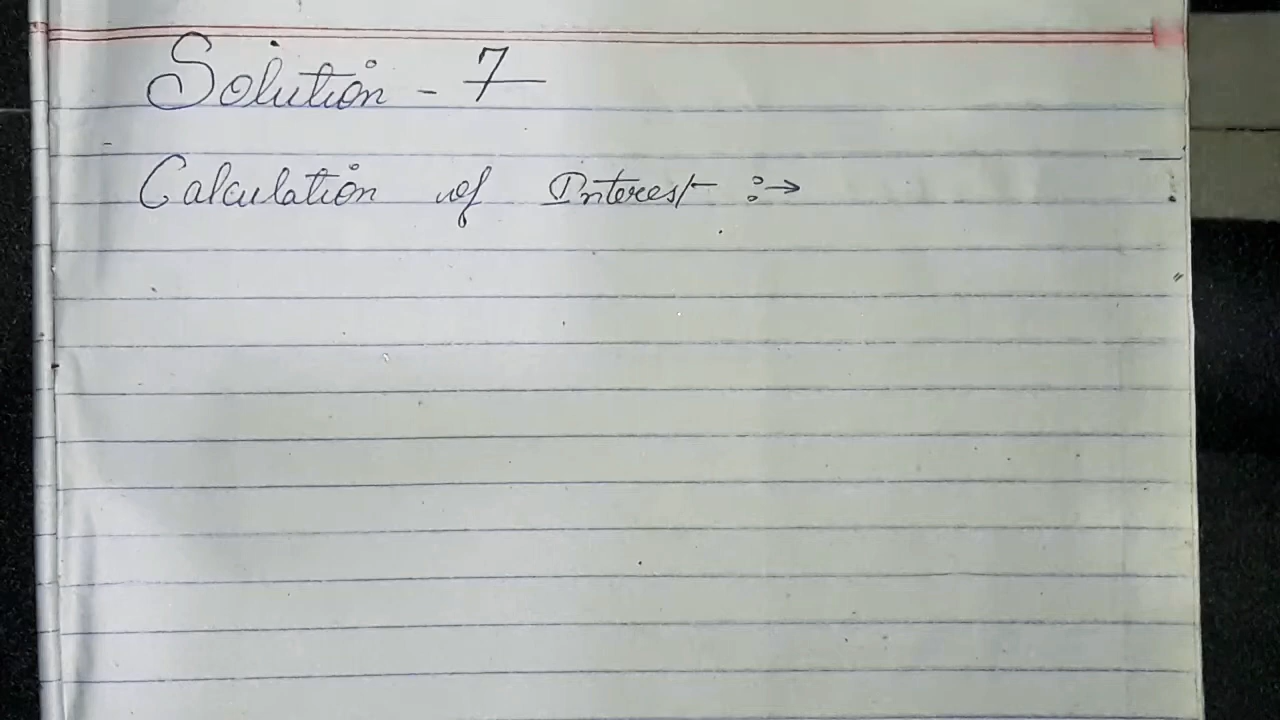 Solution - 7
Calculation of Interest :→